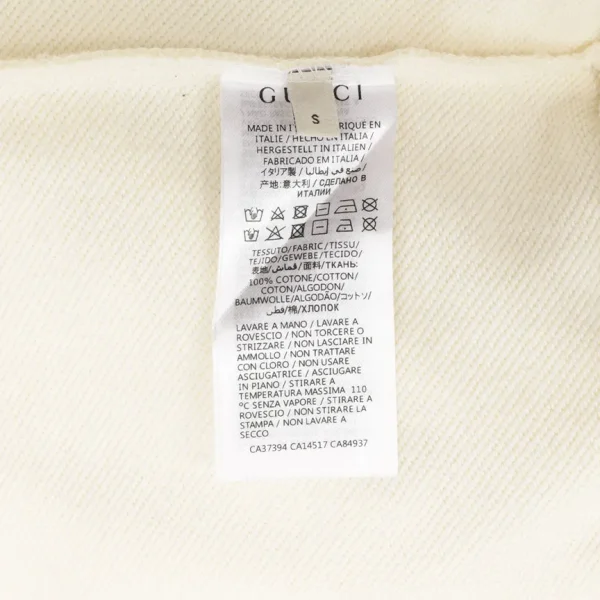 GUCCI
S
MADE IN
ITALIE / HECHO EN ITALIA /
HERGESTELLT IN ITALIEN /
FABRICADO EM ITALIA /
イタリア製 / صنع في إيطاليا /
产地:意大利 / СДЕЛАНО В
ИТАЛИИ
TESSUTO/FABRIC/TISSU/
TEJIDO/GEWEBE/TECIDO/
表地/قماش/面料/ТКАНЬ:
100% COTONE/COTTON/
COTON/ALGODON/
BAUMWOLLE/ALGODÃO/コットン/
قطن/棉/ХЛОПОК
LAVARE A MANO / LAVARE A
ROVESCIO / NON TORCERE O
STRIZZARE / NON LASCIARE IN
AMMOLLO / NON TRATTARE
CON CLORO / NON USARE
ASCIUGATRICE / ASCIUGARE
IN PIANO / STIRARE A
TEMPERATURA MASSIMA 110
°C SENZA VAPORE / STIRARE A
ROVESCIO / NON STIRARE LA
STAMPA / NON LAVARE A
SECCO
CA37394 CA14517 CA84937